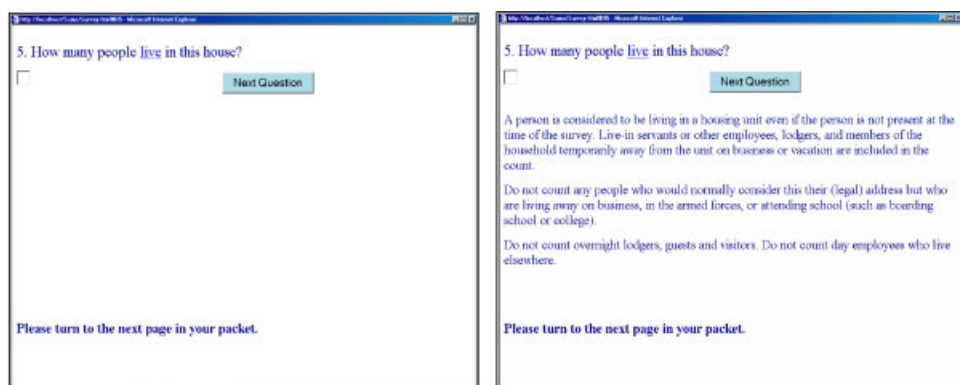 5. How many people live in this house?
Next Question
Please turn to the next page in your packet.
5. How many people live in this house?
Next Question
A person is considered to be living in a housing unit even if the person is not present at the
time of the survey. Live-in servants or other employees, lodgers, and members of the
household temporarily away from the unit on business or vacation are included in the
count.
Do not count any people who would normally consider this their (legal) address but who
are living away on business, in the armed forces, or attending school (such as boarding
school or college).
Do not count overnight lodgers, guests and visitors. Do not count day employees who live
elsewhere.
Please turn to the next page in your packet.